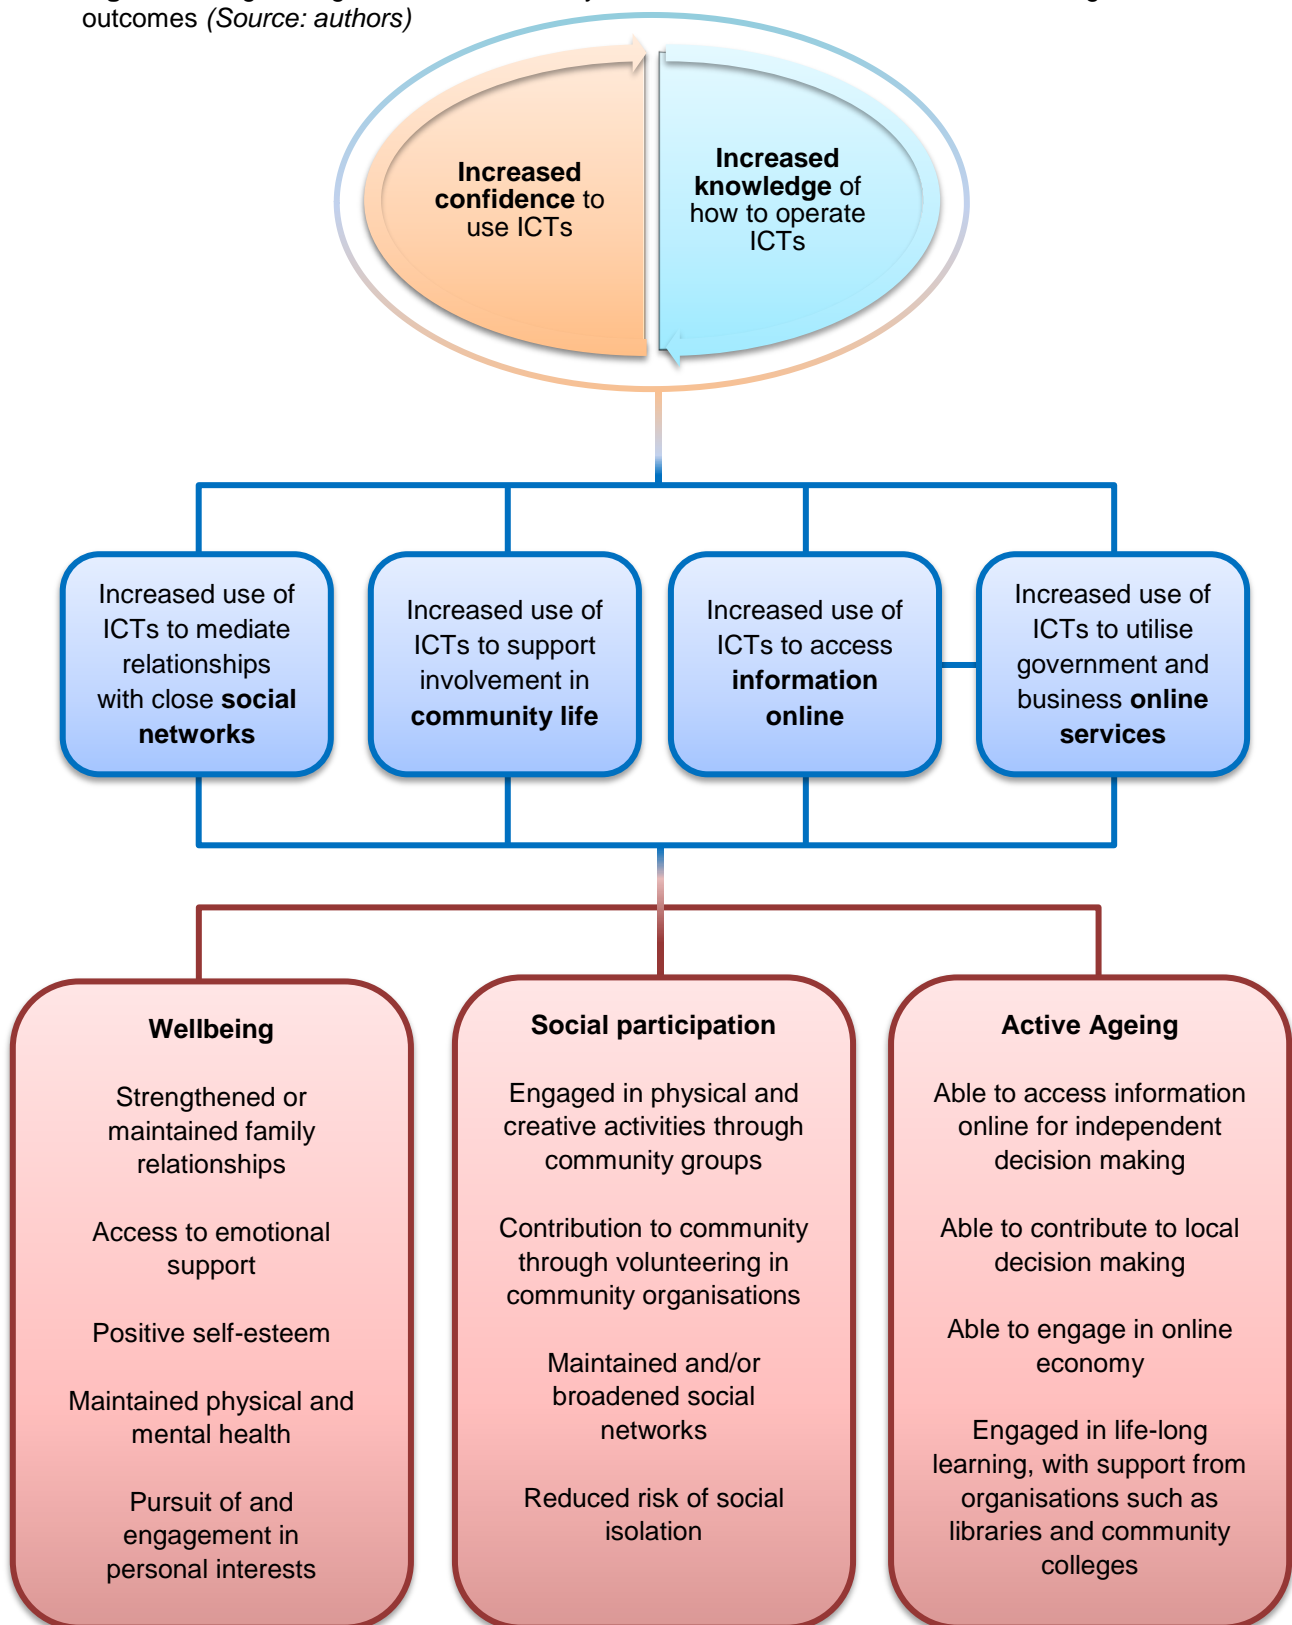 outcomes (Source: authors)
Increased
confidence to
use ICTs
Increased
knowledge of
how to operate
ICTs
Increased use of
ICTs to mediate
relationships
with close social
networks
Increased use of
ICTs to support
involvement in
community life
Increased use of
ICTs to access
information
online
Increased use of
ICTs to utilise
government and
business online
services
Wellbeing
Strengthened or
maintained family
relationships
Access to emotional
support
Positive self-esteem
Maintained physical and
mental health
Pursuit of and
engagement in
personal interests
Social participation
Engaged in physical and
creative activities through
community groups
Contribution to community
through volunteering in
community organisations
Maintained and/or
broadened social
networks
Reduced risk of social
isolation
Active Ageing
Able to access information
online for independent
decision making
Able to contribute to local
decision making
Able to engage in online
economy
Engaged in life-long
learning, with support from
organisations such as
libraries and community
colleges